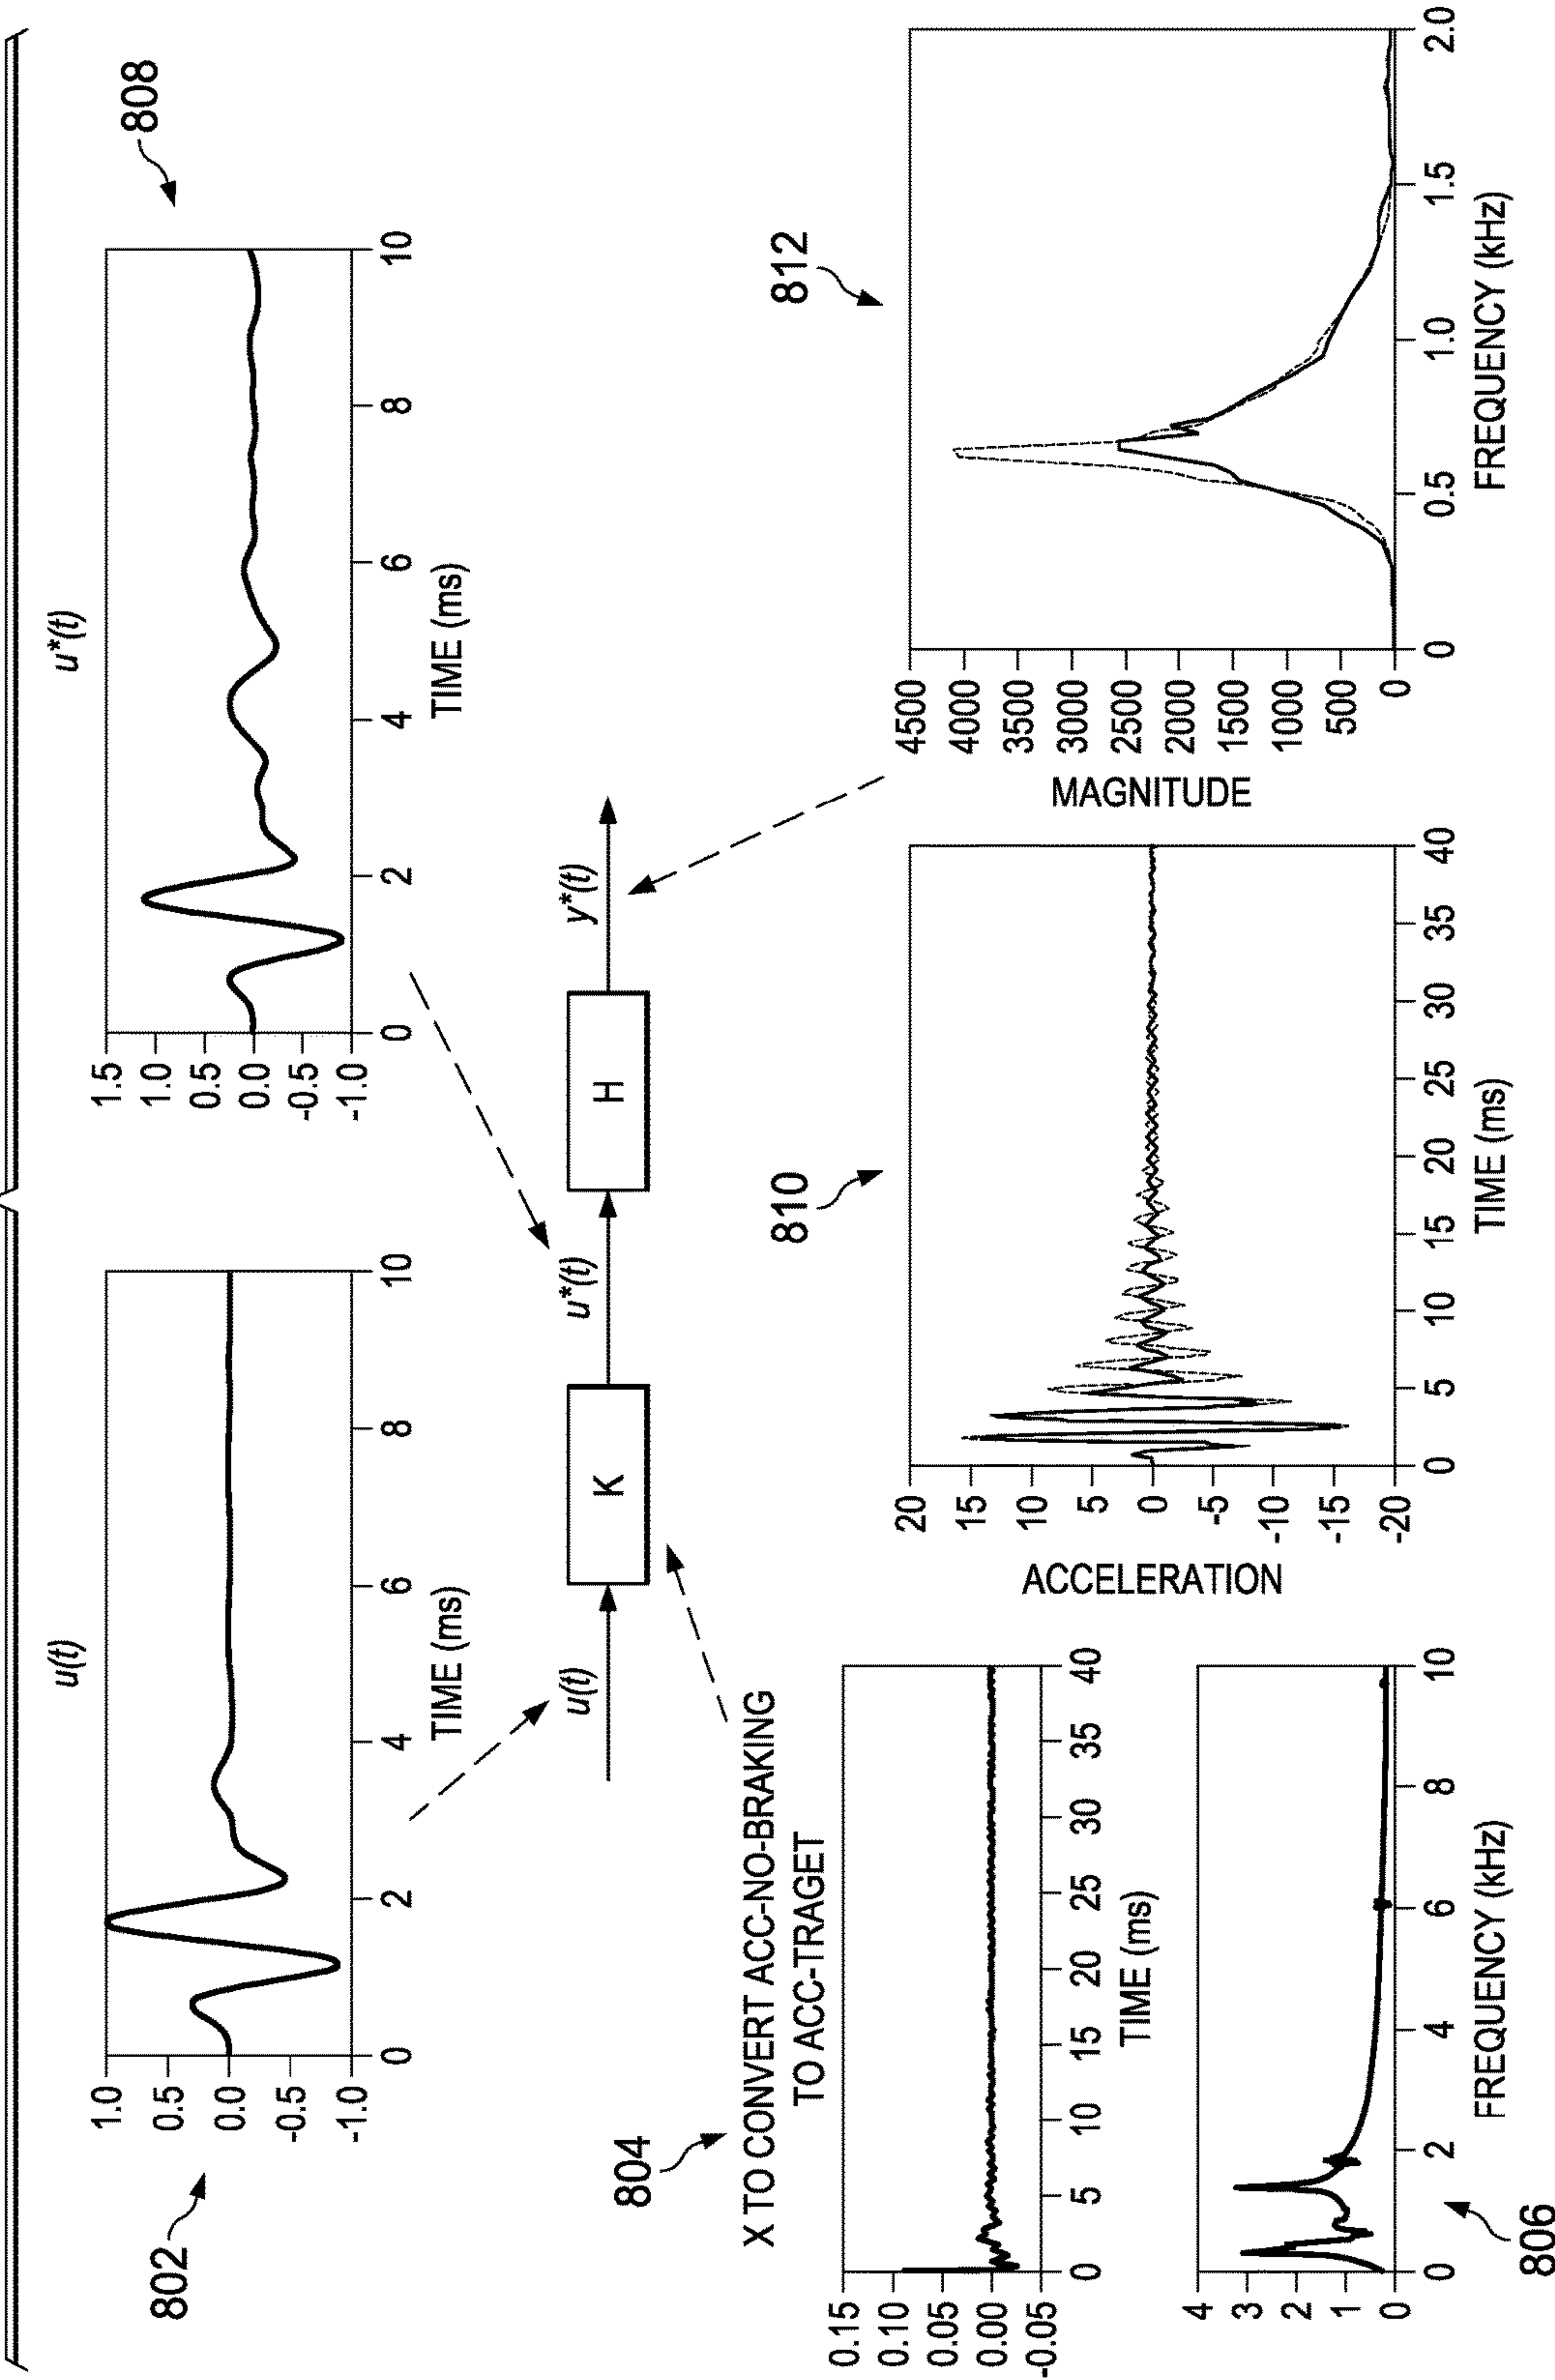 u(t)
802
1.0
0.5
0.0
-0.5
-1.0
0 2 4 6 8 10
TIME (ms)
u*(t)
808
1.5
1.0
0.5
0.0
-0.5
-1.0
0 2 4 6 8 10
TIME (ms)
u(t)
K
u*(t)
H
y*(t)
804
X TO CONVERT ACC-NO-BRAKING
TO ACC-TRAGET
0.15
0.10
0.05
0.00
-0.05
0 5 10 15 20 25 30 35 40
TIME (ms)
4
3
2
1
0
0 2 4 6 8 10
FREQUENCY (kHz)
806
810
ACCELERATION
20
15
10
5
0
-5
-10
-15
-20
0 5 10 15 20 25 30 35 40
TIME (ms)
812
MAGNITUDE
4500
4000
3500
3000
2500
2000
1500
1000
500
0
0 0.5 1.0 1.5 2.0
FREQUENCY (kHz)